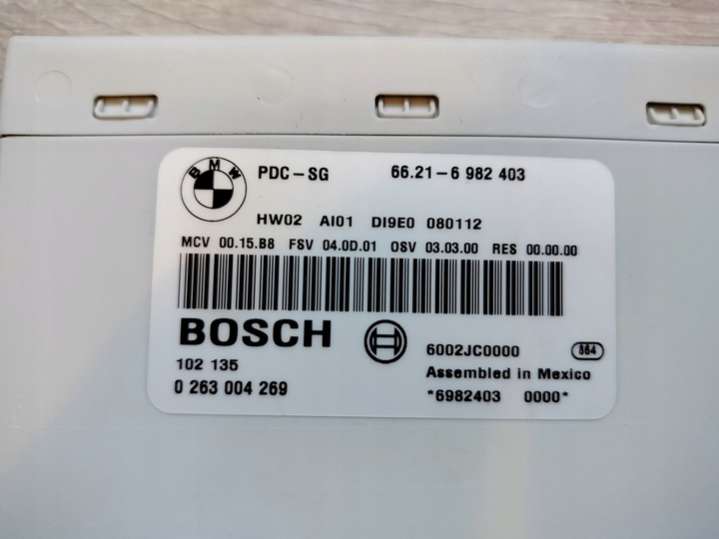 BMW
PDC-SG 66.21-6 982 403
HW02 AI01 DI9E0 080112
MCV 00.15.B8 FSV 04.0D.01 OSV 03.03.00 RES 00.00.00
BOSCH
6002JC0000 564
102 135 Assembled in Mexico
0 263 004 269 *6982403 0000*